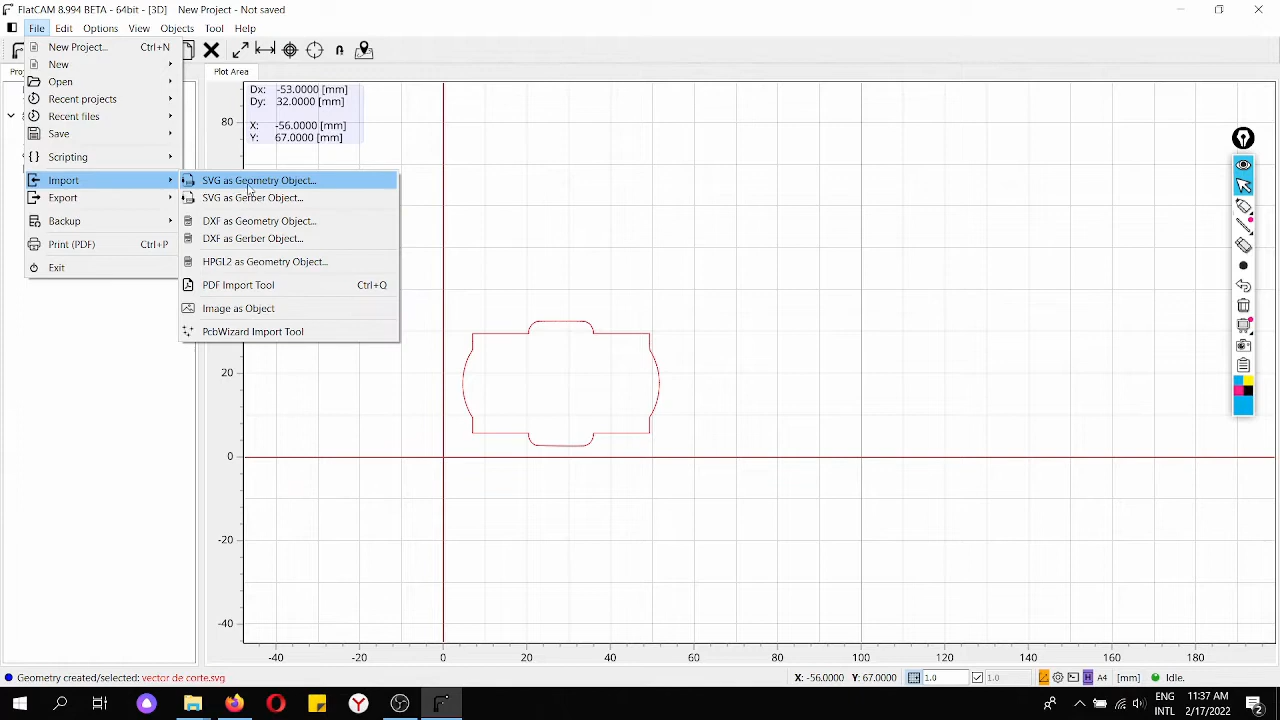 FlatCAM 8.994 BETA - 64bit - [3D]    New Project - Not saved
File Edit Options View Objects Tool Help
New Project... Ctrl+N
New
Open
Recent projects
Recent files
Save
Scripting
Import
Export
Backup
Print (PDF) Ctrl+P
Exit
SVG as Geometry Object...
SVG as Gerber Object...
DXF as Geometry Object...
DXF as Gerber Object...
HPGL2 as Geometry Object...
PDF Import Tool Ctrl+Q
Image as Object
PcbWizard Import Tool
Plot Area
Dx: -53.0000 [mm]
Dy: 32.0000 [mm]
X: -56.0000 [mm]
Y: 67.0000 [mm]
80
20
0
-20
-40
-40 -20 0 20 40 60 80 100 120 140 160 180
Geometry created/selected: vector de corte.svg
X: -56.0000 Y: 67.0000
1.0
1.0
H A4 [mm] Idle.
ENG
INTL
11:37 AM
2/17/2022
2